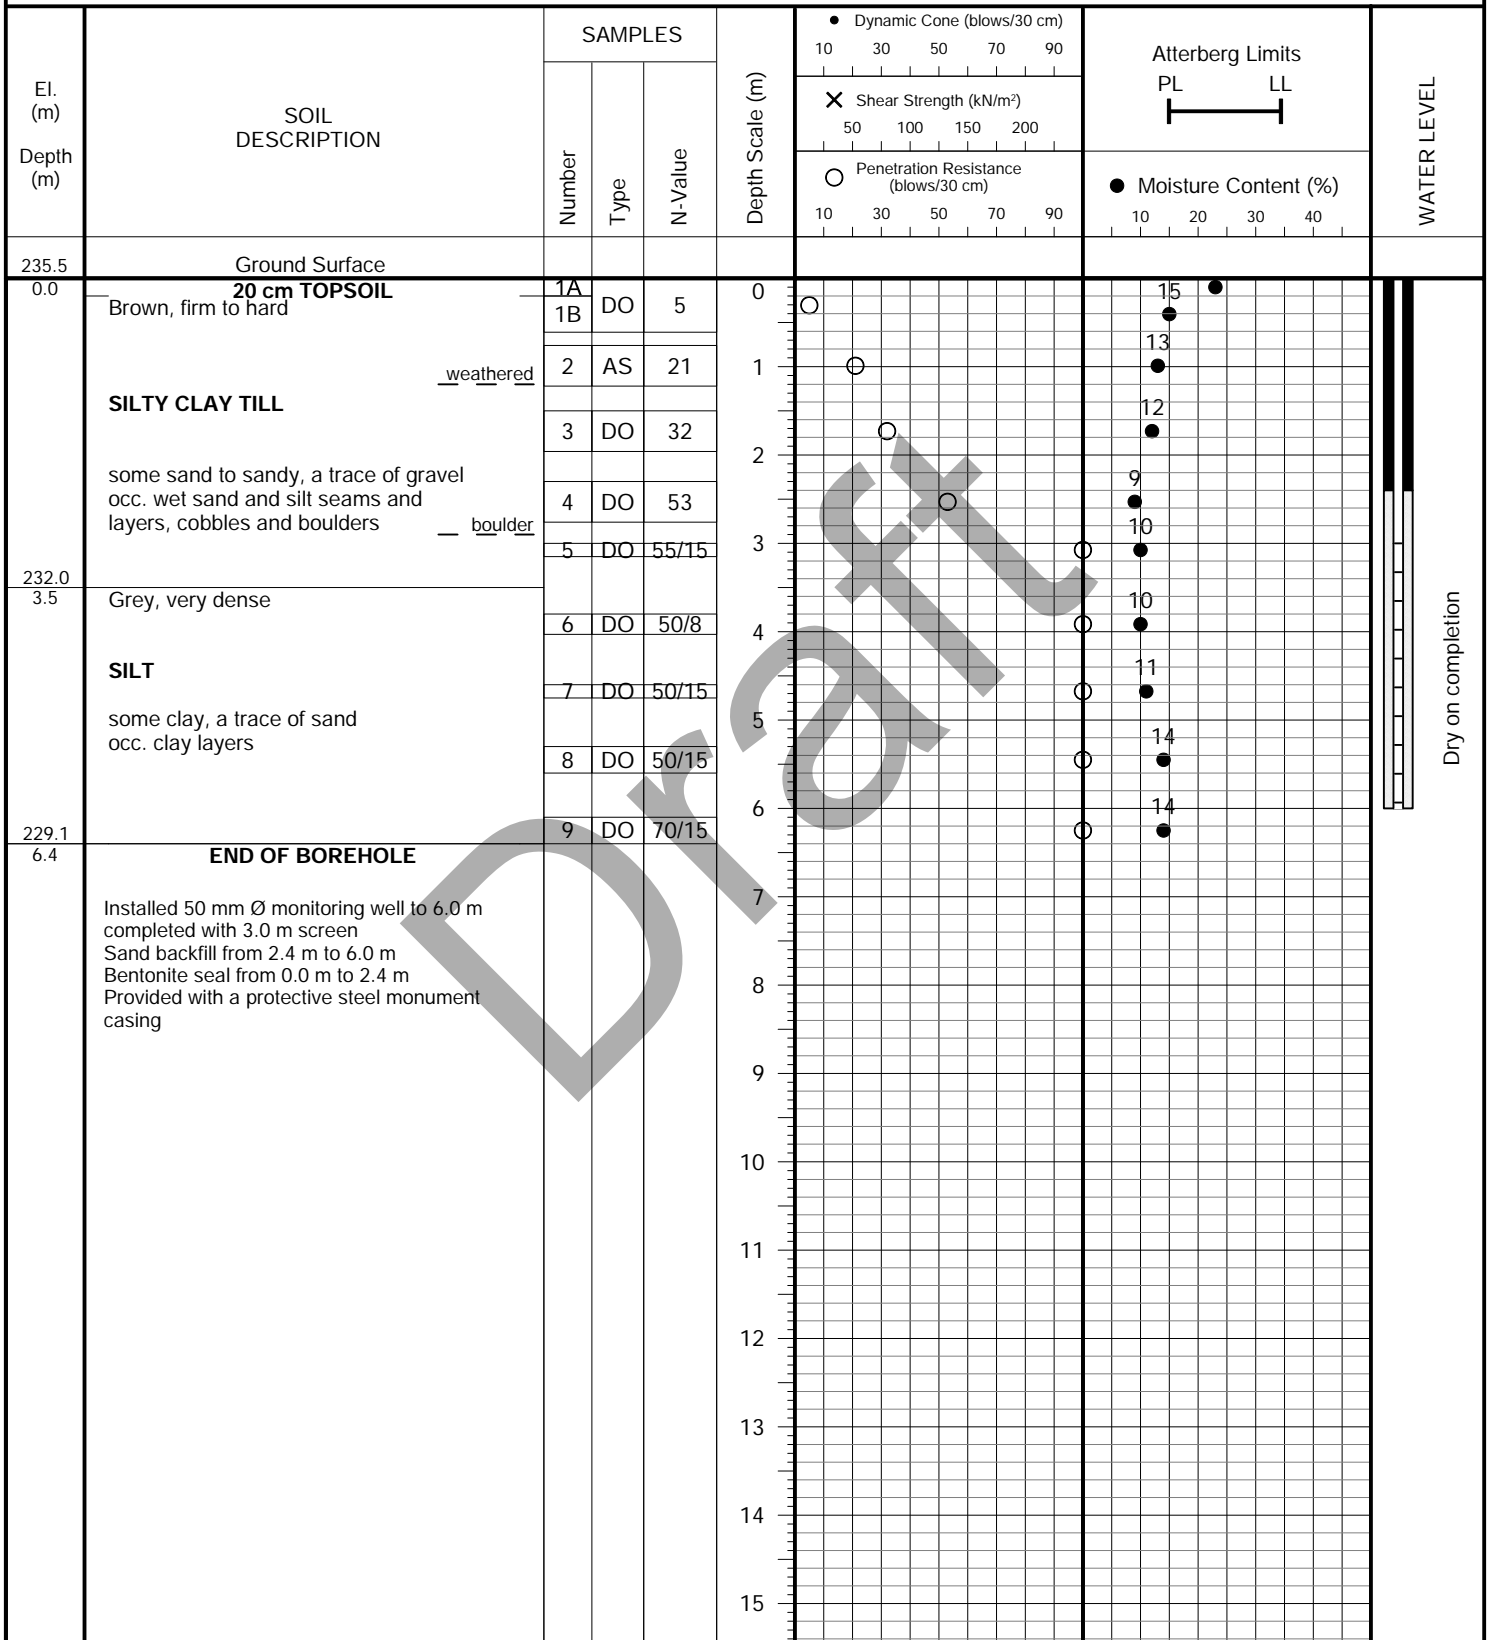 El.
(m)
Depth
(m)
SOIL
DESCRIPTION
SAMPLES
Number
Type
N-Value
Depth Scale (m)
Dynamic Cone (blows/30 cm)
10 30 50 70 90
Shear Strength (kN/m²)
50 100 150 200
Penetration Resistance
(blows/30 cm)
10 30 50 70 90
Atterberg Limits
PL LL
Moisture Content (%)
10 20 30 40
WATER LEVEL
235.5 Ground Surface
0.0 20 cm TOPSOIL 1A 0
Brown, firm to hard 1B DO 5 15
weathered 2 AS 21 1 13
SILTY CLAY TILL
3 DO 32 2 12
some sand to sandy, a trace of gravel
occ. wet sand and silt seams and
layers, cobbles and boulders
4 DO 53 9
boulder
5 DO 55/15 3 10
232.0
3.5 Grey, very dense
6 DO 50/8 4 10
SILT
7 DO 50/15 11
some clay, a trace of sand
occ. clay layers
5
8 DO 50/15 14
6
9 DO 70/15 14
229.1
6.4 END OF BOREHOLE
Installed 50 mm Ø monitoring well to 6.0 m
completed with 3.0 m screen
Sand backfill from 2.4 m to 6.0 m
Bentonite seal from 0.0 m to 2.4 m
Provided with a protective steel monument
casing
7
8
9
10
11
12
13
14
15
Dry on completion
Draft